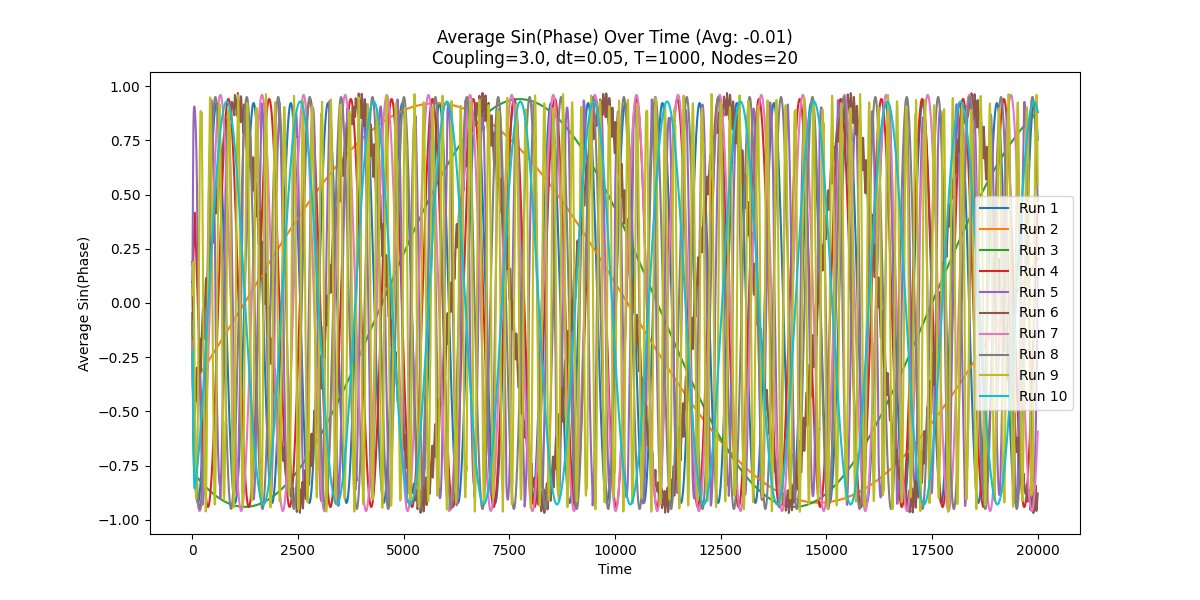 Average Sin(Phase) Over Time (Avg: -0.01)
Coupling=3.0, dt=0.05, T=1000, Nodes=20
Average Sin(Phase)
1.00
0.75
0.50
0.25
0.00
−0.25
−0.50
−0.75
−1.00
Run 1
Run 2
Run 3
Run 4
Run 5
Run 6
Run 7
Run 8
Run 9
Run 10
0 2500 5000 7500 10000 12500 15000 17500 20000
Time